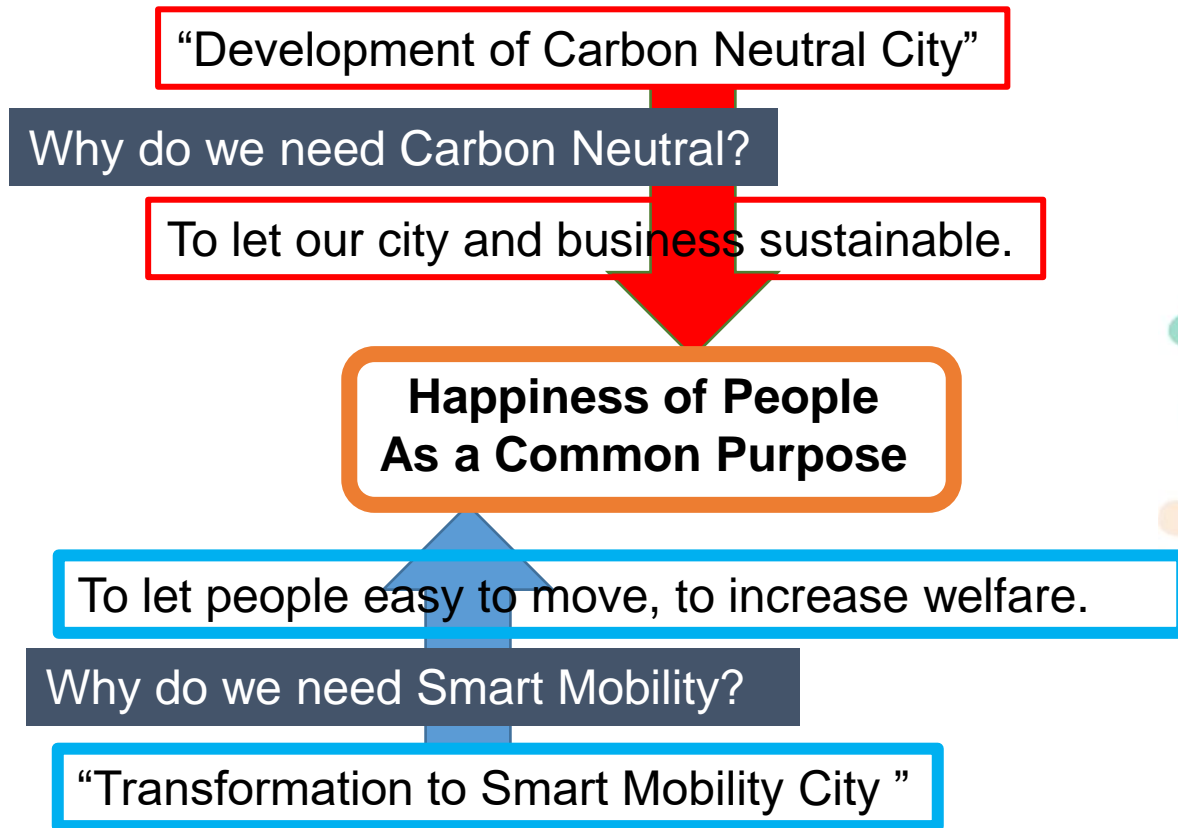 “Development of Carbon Neutral City”
Why do we need Carbon Neutral?
To let our city and business sustainable.
Happiness of People
As a Common Purpose
To let people easy to move, to increase welfare.
Why do we need Smart Mobility?
“Transformation to Smart Mobility City ”